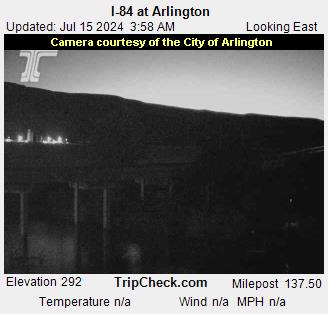 I-84 at Arlington
Updated: Jul 15 2024 3:58 AM Looking East
Camera courtesy of the City of Arlington
Elevation 292 TripCheck.com Milepost 137.50
Temperature n/a Wind n/a MPH n/a